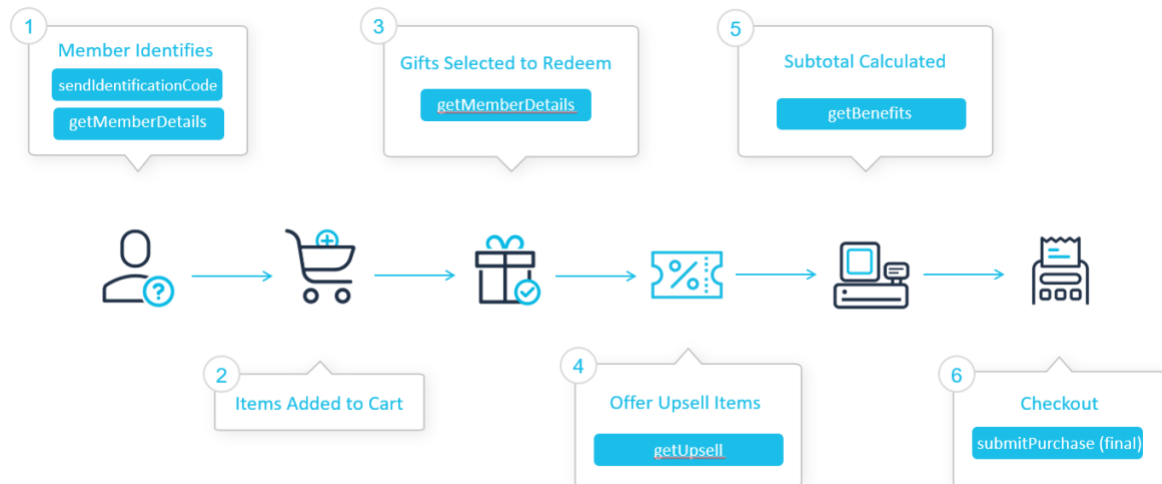 1
Member Identifies
sendIdentificationCode
getMemberDetails
2
Items Added to Cart
3
Gifts Selected to Redeem
getMemberDetails
4
Offer Upsell Items
getUpsell
5
Subtotal Calculated
getBenefits
6
Checkout
submitPurchase (final)
?
%